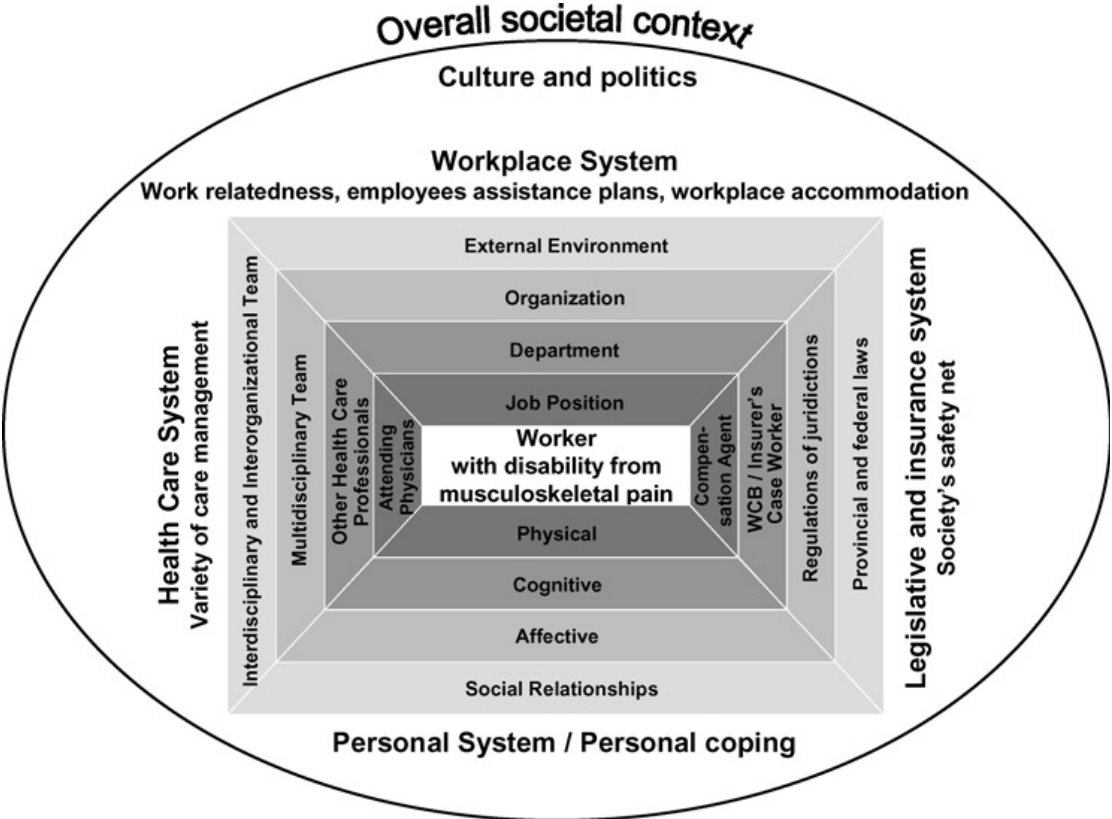 Overall societal context
Culture and politics
Workplace System
Work relatedness, employees assistance plans, workplace accommodation
External Environment
Organization
Department
Job Position
Health Care System
Variety of care management
Interdisciplinary and Interorganizational Team
Multidisciplinary Team
Other Health Care
Professionals
Attending
Physicians
Worker
with disability from
musculoskeletal pain
Compen-
sation Agent
WCB / Insurer's
Case Worker
Regulations of juridictions
Provincial and federal laws
Legislative and insurance system
Society's safety net
Physical
Cognitive
Affective
Social Relationships
Personal System / Personal coping